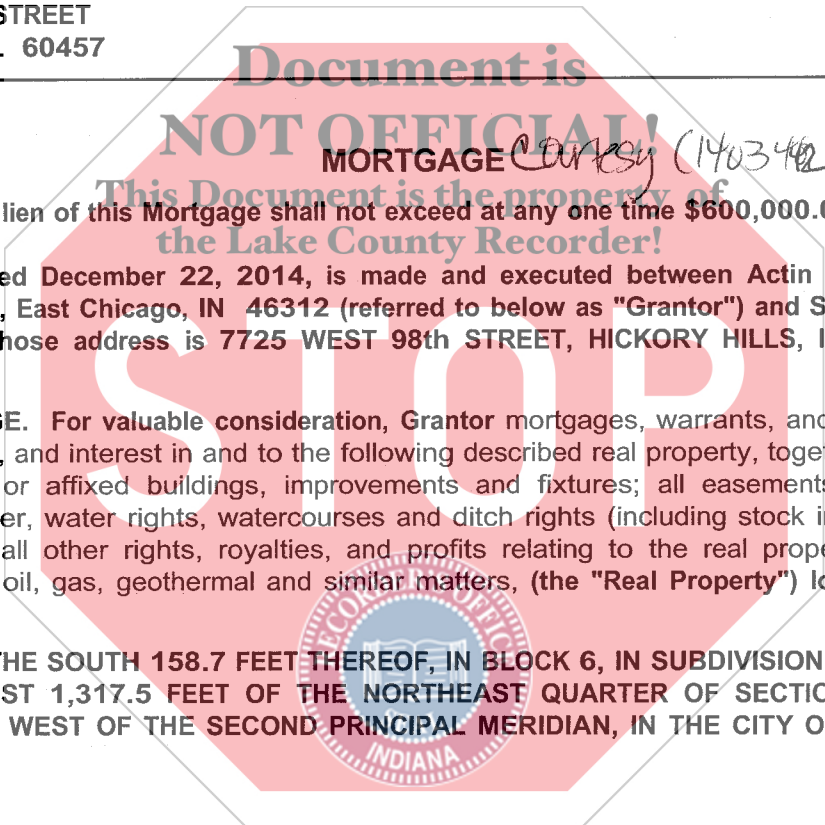 STREET
60457
Document is
NOT OFFICIAL!
MORTGAGE Courtesy
This Document is the property of
lien of this Mortgage shall not exceed at any one time $600,000.
the Lake County Recorder!
ed December 22, 2014, is made and executed between Actin
, East Chicago, IN 46312 (referred to below as "Grantor") and S
hose address is 7725 WEST 98th STREET, HICKORY HILLS, I
STOP
GE. For valuable consideration, Grantor mortgages, warrants, and
, and interest in and to the following described real property, toge
or affixed buildings, improvements and fixtures; all easements
er, water rights, watercourses and ditch rights (including stock i
all other rights, royalties, and profits relating to the real prope
oil, gas, geothermal and similar matters, (the "Real Property") lo
THE SOUTH 158.7 FEET THEREOF, IN BLOCK 6, IN SUBDIVISION
ST 1,317.5 FEET OF THE NORTHEAST QUARTER OF SECTIO
WEST OF THE SECOND PRINCIPAL MERIDIAN, IN THE CITY O
INDIANA